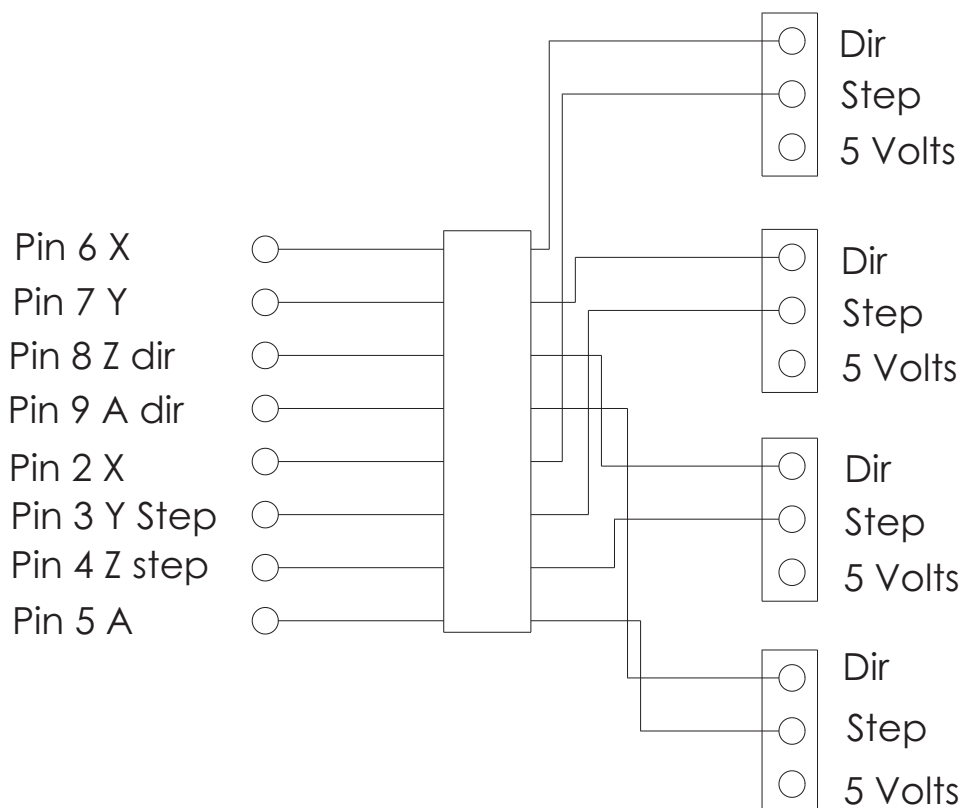 Dir
Step
5 Volts
Pin 6 X
Pin 7 Y
Pin 8 Z dir
Pin 9 A dir
Pin 2 X
Pin 3 Y Step
Pin 4 Z step
Pin 5 A
Dir
Step
5 Volts
Dir
Step
5 Volts
Dir
Step
5 Volts